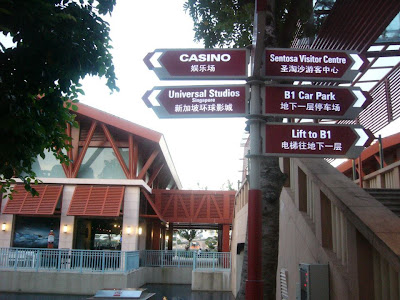 CASINO
娱乐场
Universal Studios
Singapore
新加坡环球影城
Sentosa Visitor Centre
圣淘沙游客中心
B1 Car Park
地下一层停车场
Lift to B1
电梯往地下一层